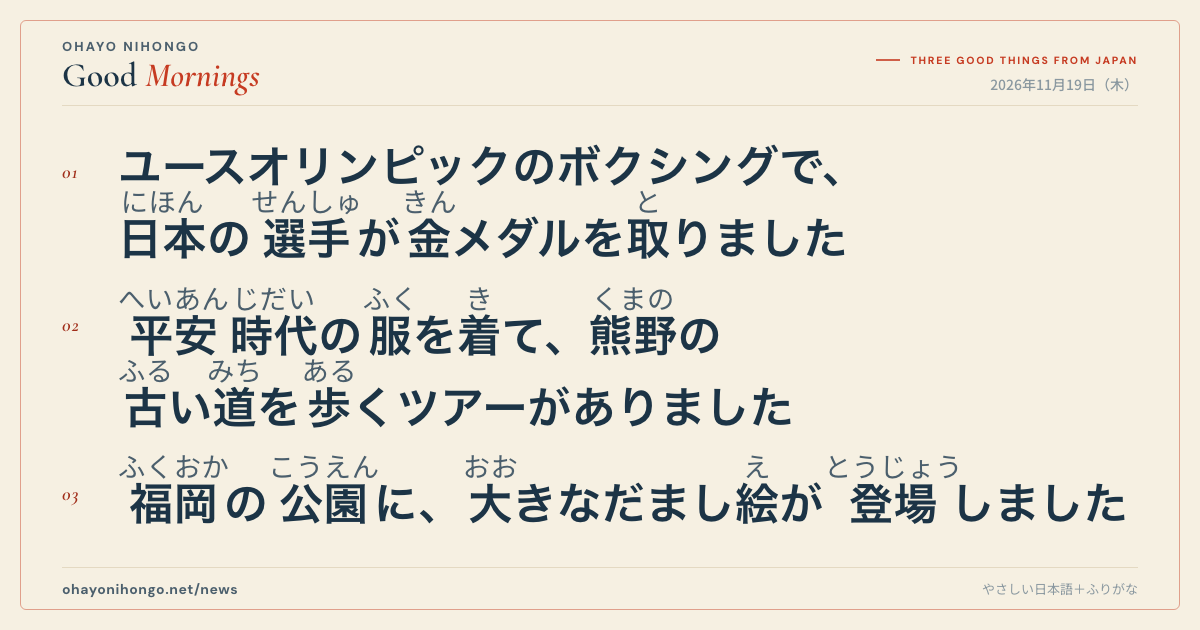 OHAYO NIHONGO
Good Mornings
THREE GOOD THINGS FROM JAPAN
2026年11月19日（木）
01
ユースオリンピックのボクシングで、
にほん せんしゅ きん と
日本の選手が金メダルを取りました
02
へいあん じだい ふく き くまの
平安時代の服を着て、熊野の
ふる みち ある
古い道を歩くツアーがありました
03
ふくおか こうえん おお え とうじょう
福岡の公園に、大きなだまし絵が登場しました
ohayonihongo.net/news
やさしい日本語＋ふりがな